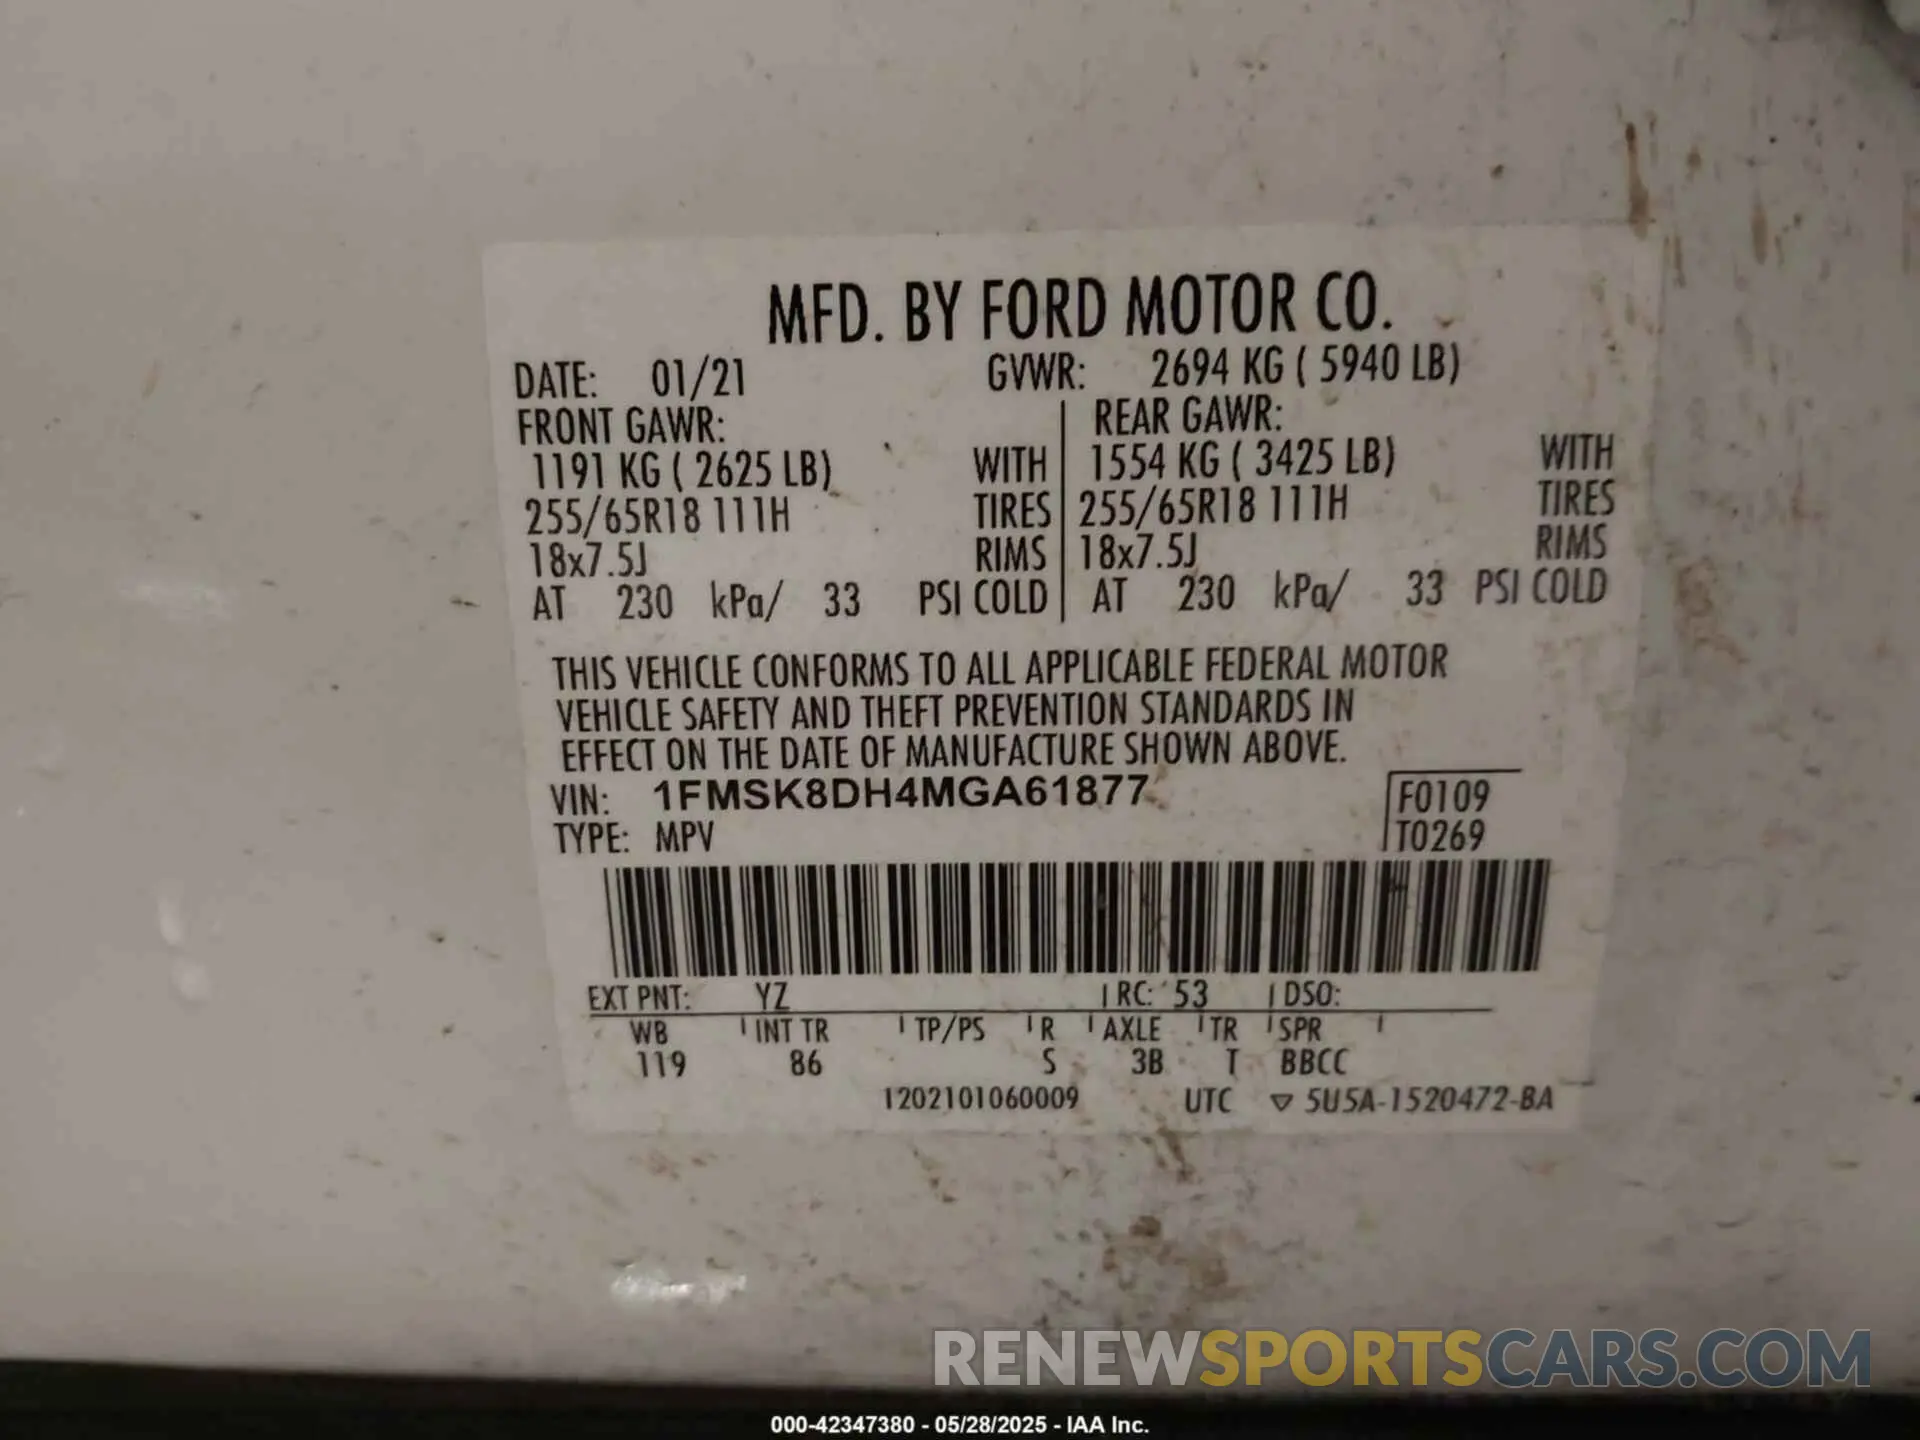 MFD. BY FORD MOTOR CO.
DATE: 01/21 GVWR: 2694 KG ( 5940 LB)
FRONT GAWR: REAR GAWR:
1191 KG ( 2625 LB) WITH 1554 KG ( 3425 LB) WITH
255/65R18 111H TIRES 255/65R18 111H TIRES
18x7.5J RIMS 18x7.5J RIMS
AT 230 kPa/ 33 PSI COLD AT 230 kPa/ 33 PSI COLD
THIS VEHICLE CONFORMS TO ALL APPLICABLE FEDERAL MOTOR
VEHICLE SAFETY AND THEFT PREVENTION STANDARDS IN
EFFECT ON THE DATE OF MANUFACTURE SHOWN ABOVE.
VIN: 1FMSK8DH4MGA61877 F0109
TYPE: MPV T0269
EXT PNT: YZ RC: 53 DSO:
WB INT TR TP/PS R AXLE TR SPR
119 86 S 3B T BBCC
1202101060009 UTC ▽ 5U5A-1520472-BA
RENEWSPORTSCARS.COM
000-42347380 - 05/28/2025 - IAA Inc.